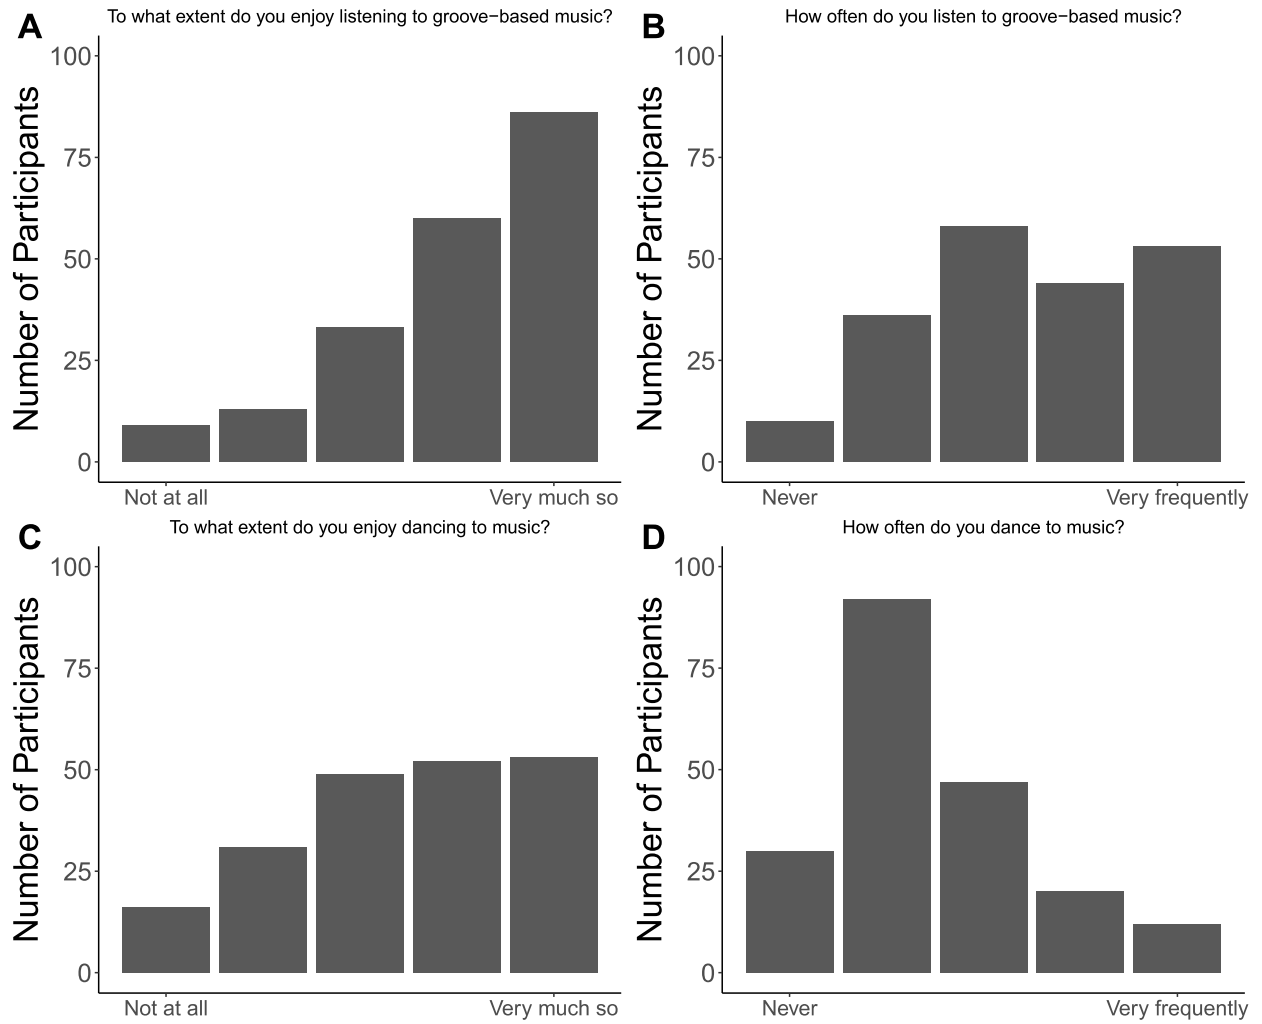 A
To what extent do you enjoy listening to groove−based music?
Number of Participants
100
75
50
25
0
Not at all
Very much so
B
How often do you listen to groove−based music?
Number of Participants
100
75
50
25
0
Never
Very frequently
C
To what extent do you enjoy dancing to music?
Number of Participants
100
75
50
25
0
Not at all
Very much so
D
How often do you dance to music?
Number of Participants
100
75
50
25
0
Never
Very frequently